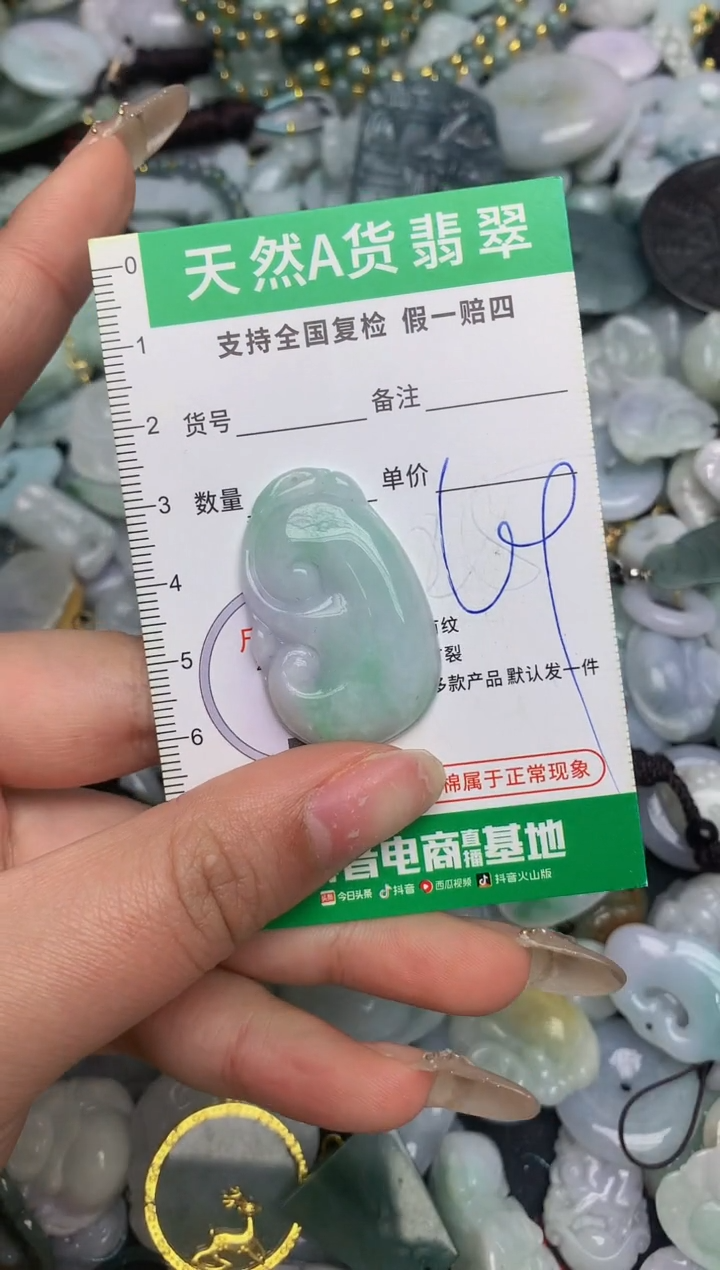 天然A货翡翠
0
支持全国复检 假一赔四
1
2
货号 备注
3
数量 单价
4
有纹
5
裂
多款产品 默认发一件
6
棉属于正常现象
音电商直播基地
今日头条 抖音 西瓜视频 抖音火山版